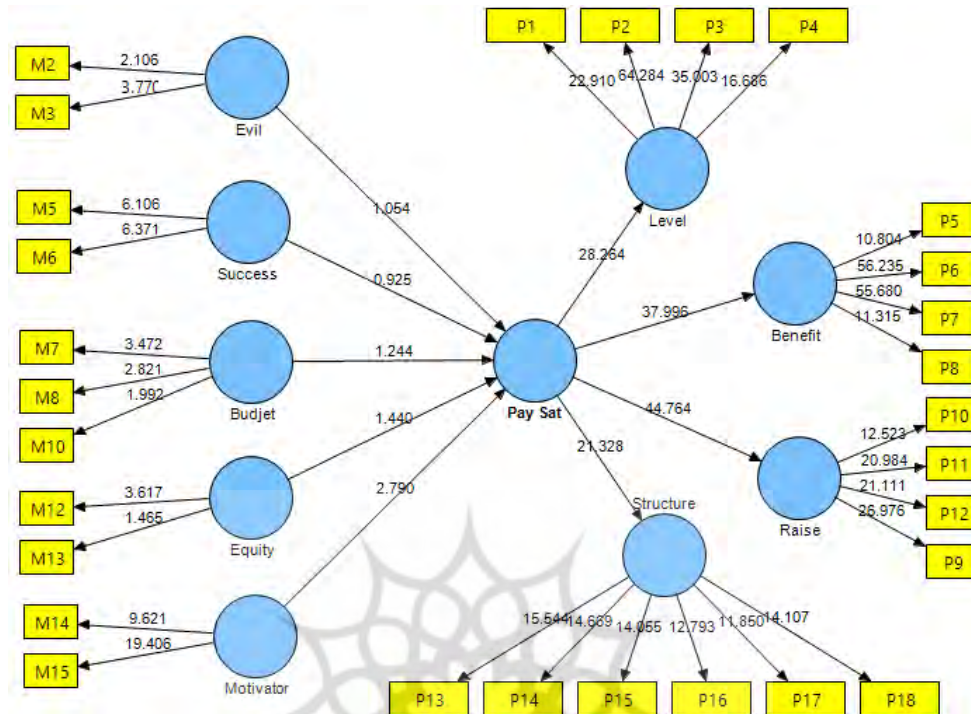 P1
P2
P3
P4
22.910
64.284
35.003
16.686
Level
M2
M3
2.106
3.770
Evil
1.054
M5
M6
6.106
6.371
Success
0.925
M7
M8
M10
3.472
2.821
1.992
Budjet
1.244
M12
M13
3.617
1.465
Equity
1.440
M14
M15
9.621
19.406
Motivator
2.790
Pay Sat
28.264
37.996
44.764
21.328
P5
P6
P7
P8
10.804
56.235
55.680
11.315
Benefit
P10
P11
P12
P9
12.523
20.984
21.111
26.976
Raise
Structure
15.544
14.669
14.055
12.793
11.850
14.107
P13
P14
P15
P16
P17
P18